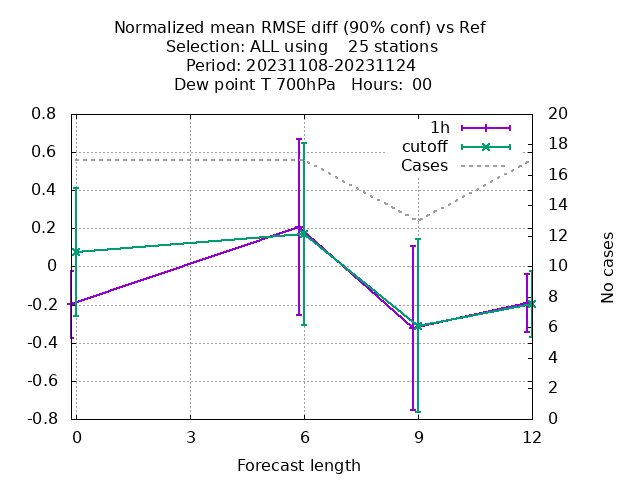 Normalized mean RMSE diff (90% conf) vs Ref
Selection: ALL using    25 stations
Period: 20231108-20231124
Dew point T 700hPa   Hours: 00
1h
cutoff
Cases
0.8
0.6
0.4
0.2
0
-0.2
-0.4
-0.6
-0.8
20
18
16
14
12
10
8
6
4
2
0
No cases
0 3 6 9 12
Forecast length